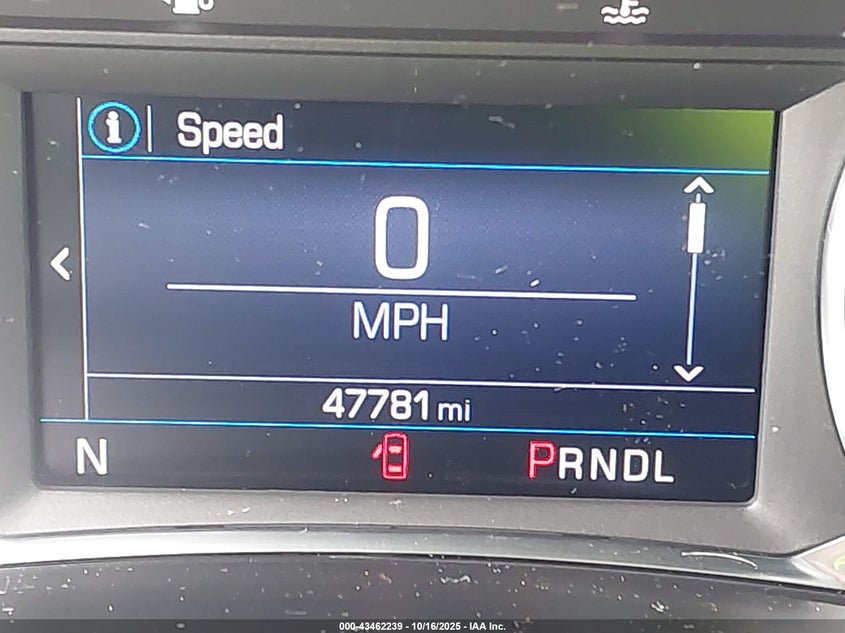 i Speed
0
MPH
47781 mi
N PRNDL
000-43462239 - 10/16/2025 - IAA Inc.